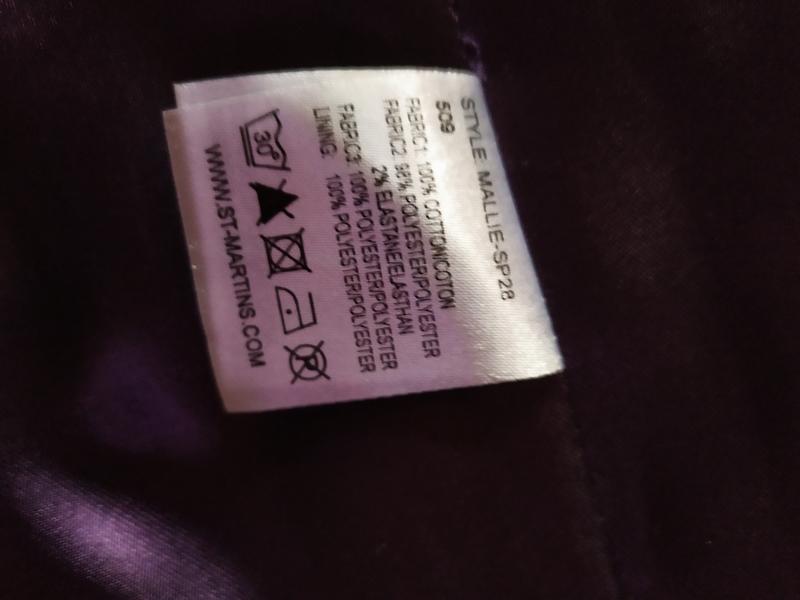 STYLE MALLIE-SP28
509
FABRIC1: 100% COTTON/COTON
FABRIC2: 98% POLYESTER/POLYESTER
2% ELASTANE/ELASTHAN
FABRIC3: 100% POLYESTER/POLYESTER
LINING: 100% POLYESTER/POLYESTER
30°
P
WWW.ST-MARTINS.COM